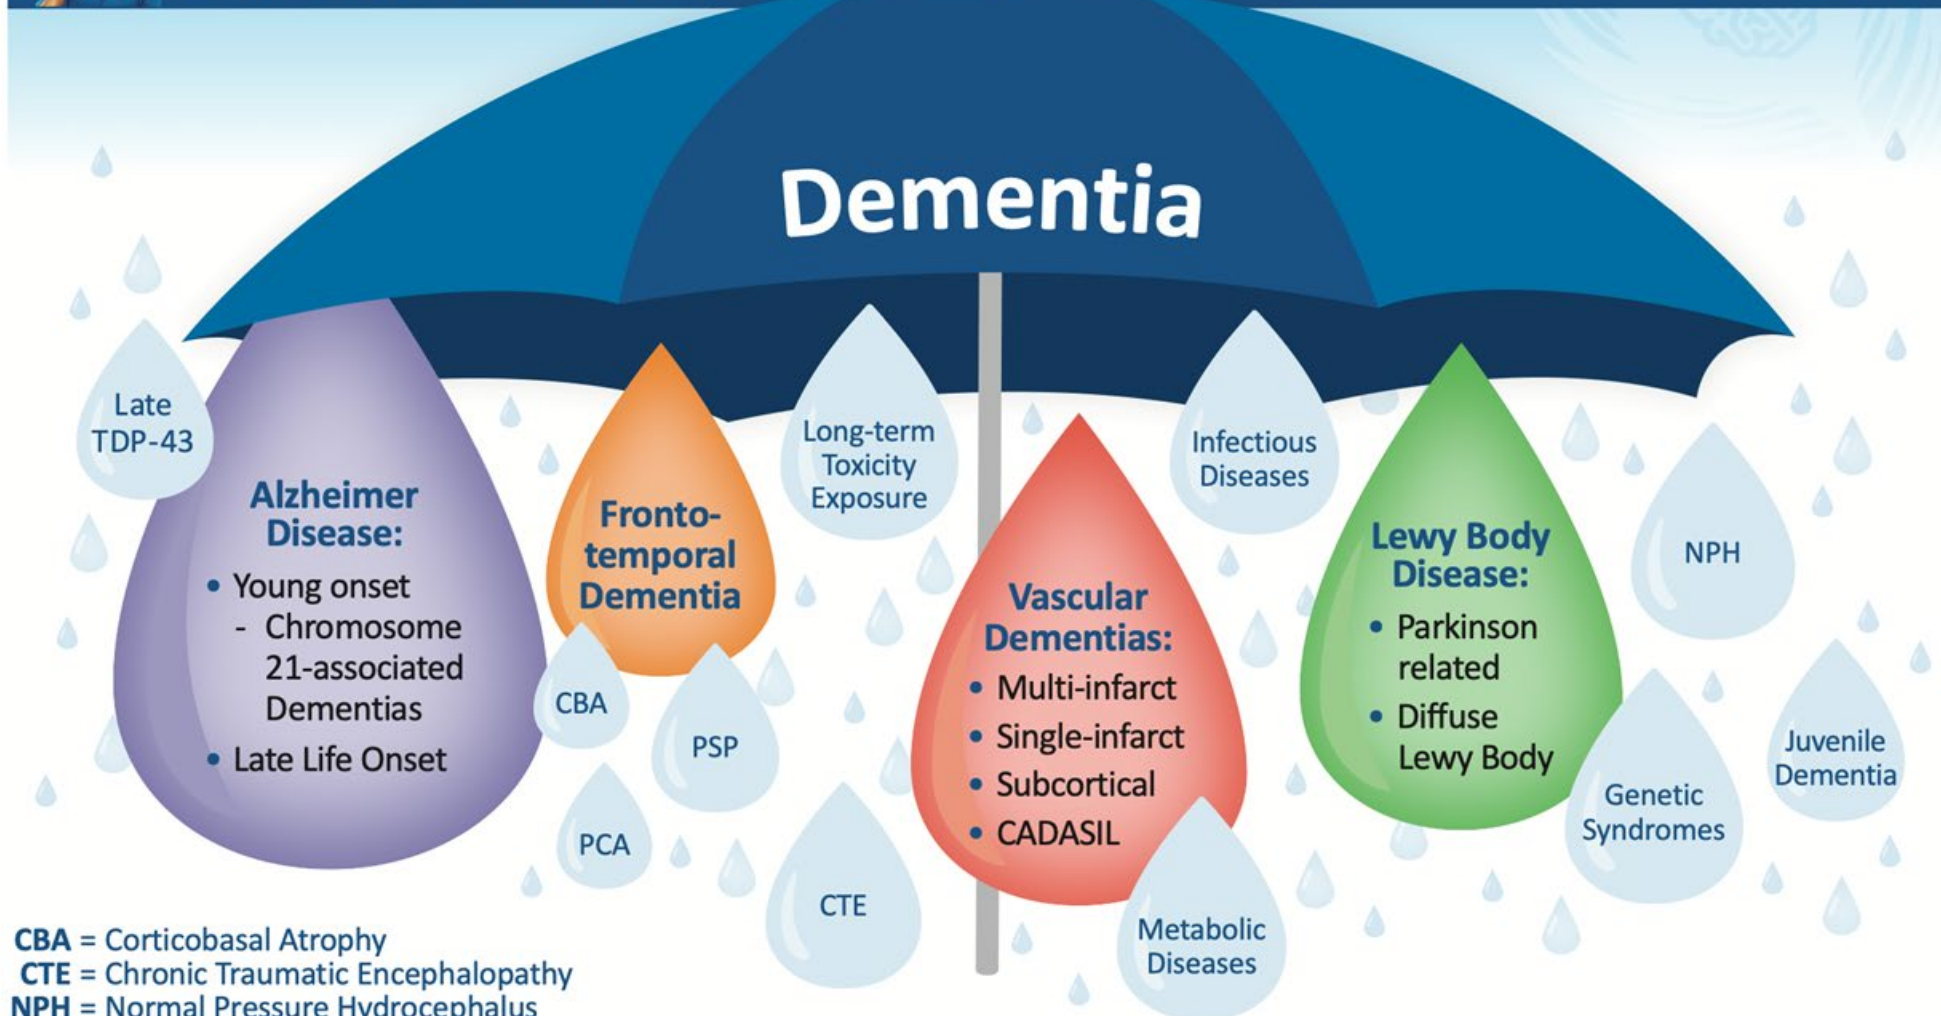 Dementia
Late
TDP-43
Alzheimer
Disease:
• Young onset
- Chromosome
21-associated
Dementias
• Late Life Onset
Fronto-
temporal
Dementia
CBA
PSP
PCA
Long-term
Toxicity
Exposure
CTE
Vascular
Dementias:
• Multi-infarct
• Single-infarct
• Subcortical
• CADASIL
Infectious
Diseases
Metabolic
Diseases
Lewy Body
Disease:
• Parkinson
related
• Diffuse
Lewy Body
NPH
Genetic
Syndromes
Juvenile
Dementia
CBA = Corticobasal Atrophy
CTE = Chronic Traumatic Encephalopathy
NPH = Normal Pressure Hydrocephalus